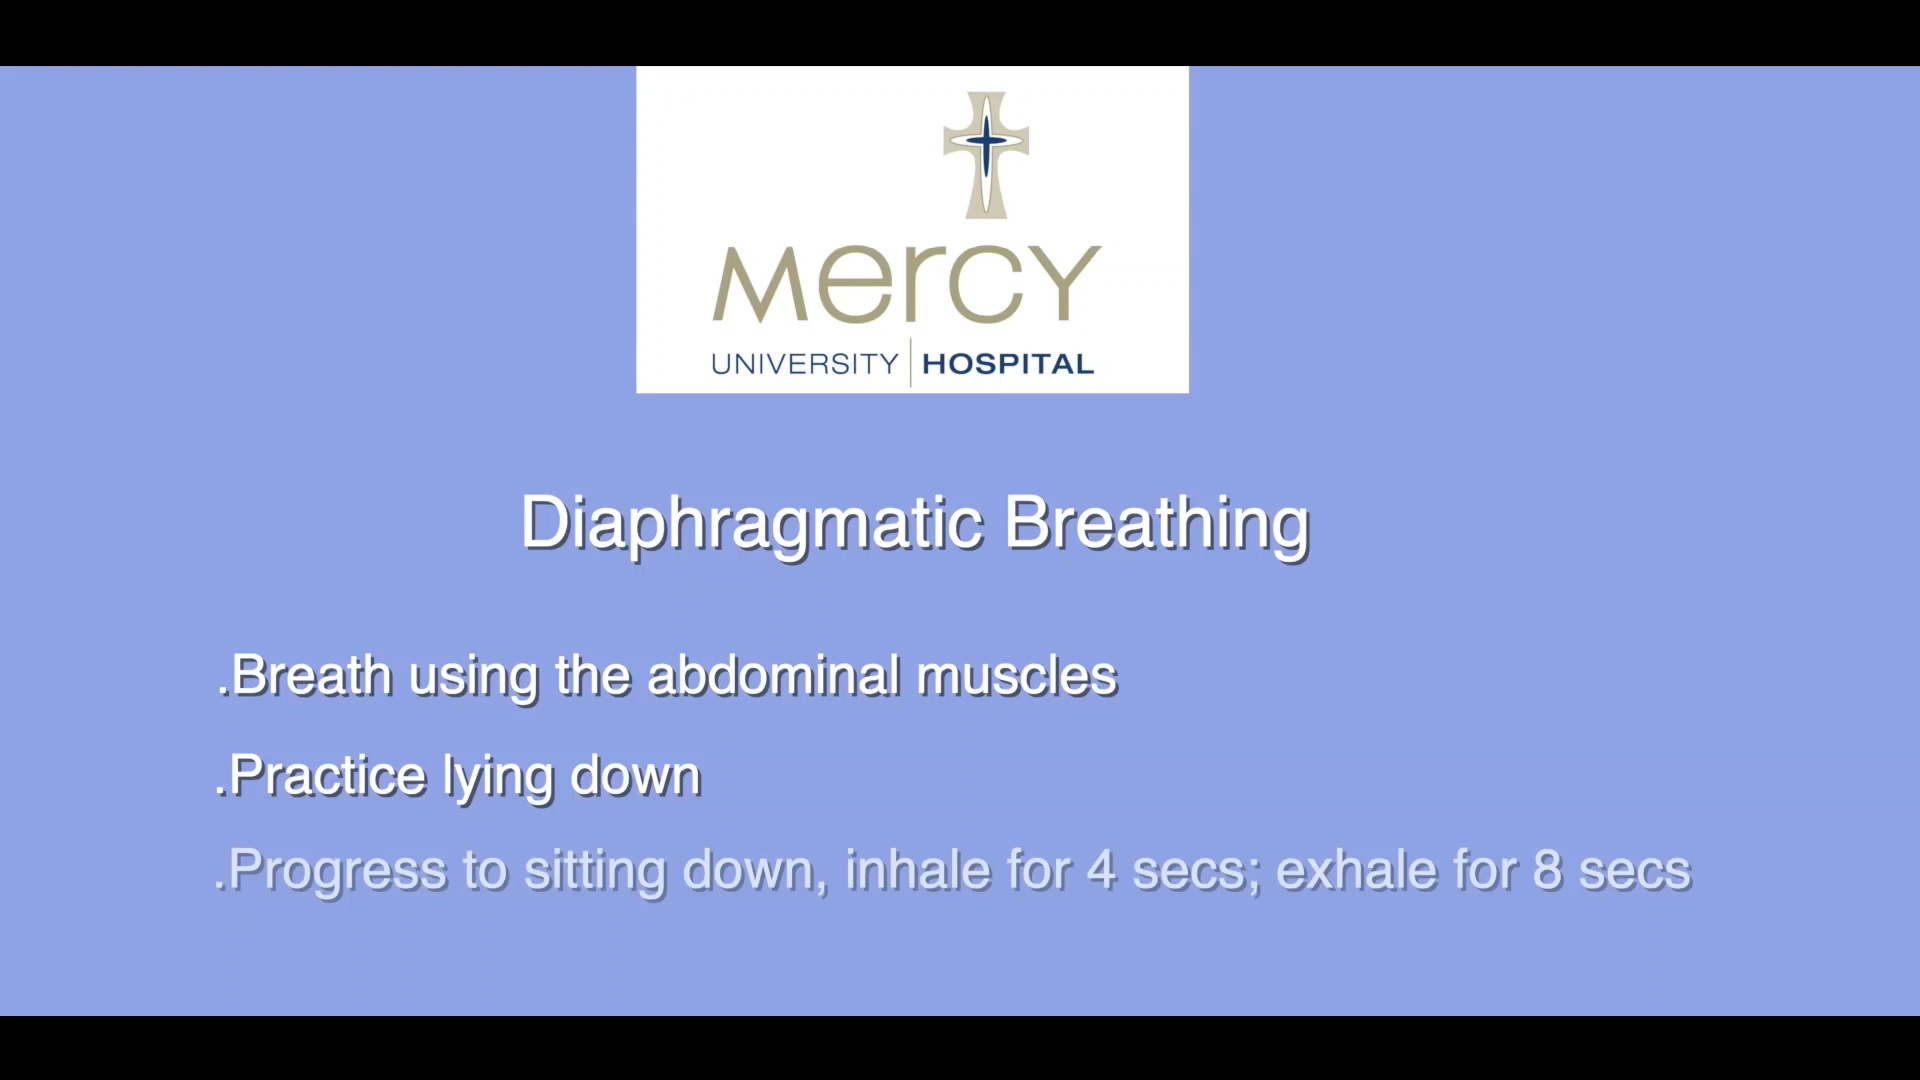 Mercy
UNIVERSITY | HOSPITAL
Diaphragmatic Breathing
.Breath using the abdominal muscles
.Practice lying down
.Progress to sitting down, inhale for 4 secs; exhale for 8 secs